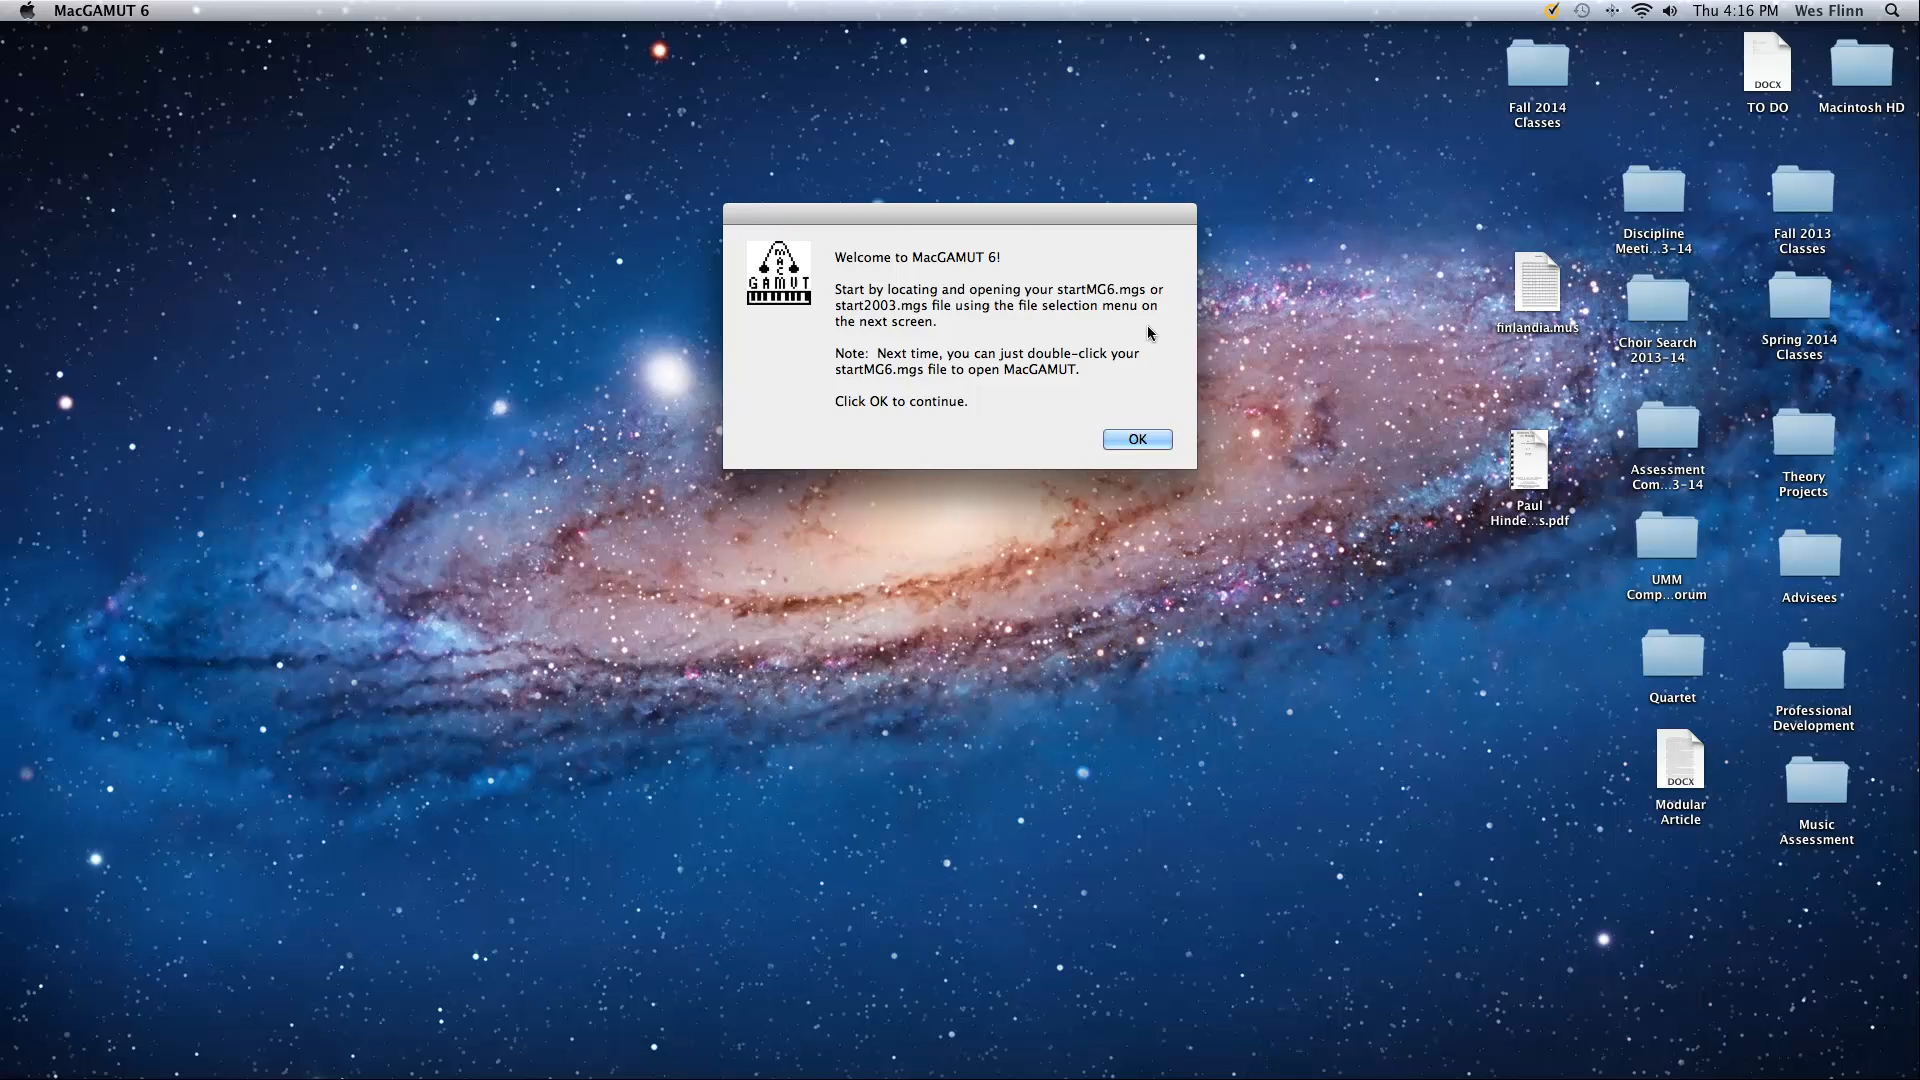 MacGAMUT 6
Thu 4:16 PM
Wes Flinn
Fall 2014
Classes
DOCX
TO DO
Macintosh HD
Discipline
Meeti...3-14
Fall 2013
Classes
MAC
GAMUT
Welcome to MacGAMUT 6!
Start by locating and opening your startMG6.mgs or
start2003.mgs file using the file selection menu on
the next screen.
Note:  Next time, you can just double-click your
startMG6.mgs file to open MacGAMUT.
Click OK to continue.
OK
finlandia.mus
Choir Search
2013-14
Spring 2014
Classes
Paul
Hinde...s.pdf
Assessment
Com...3-14
Theory
Projects
UMM
Comp...orum
Advisees
Quartet
Professional
Development
DOCX
Modular
Article
Music
Assessment